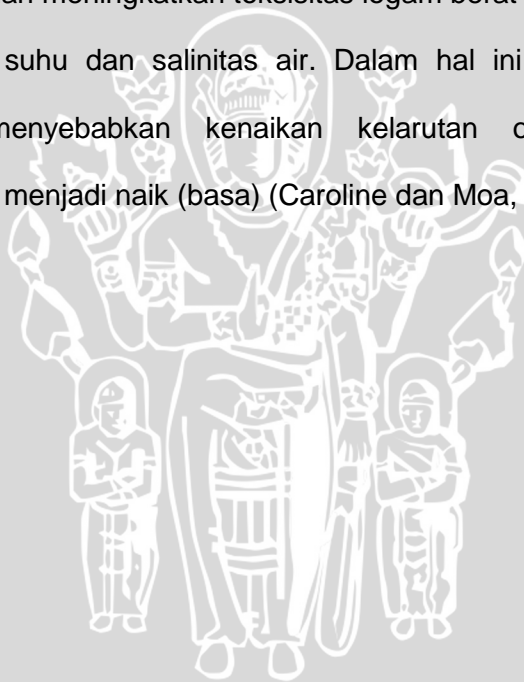 an meningkatkan toksisitas logam berat
suhu dan salinitas air. Dalam hal ini
menyebabkan kenaikan kelarutan
menjadi naik (basa) (Caroline dan Moa,